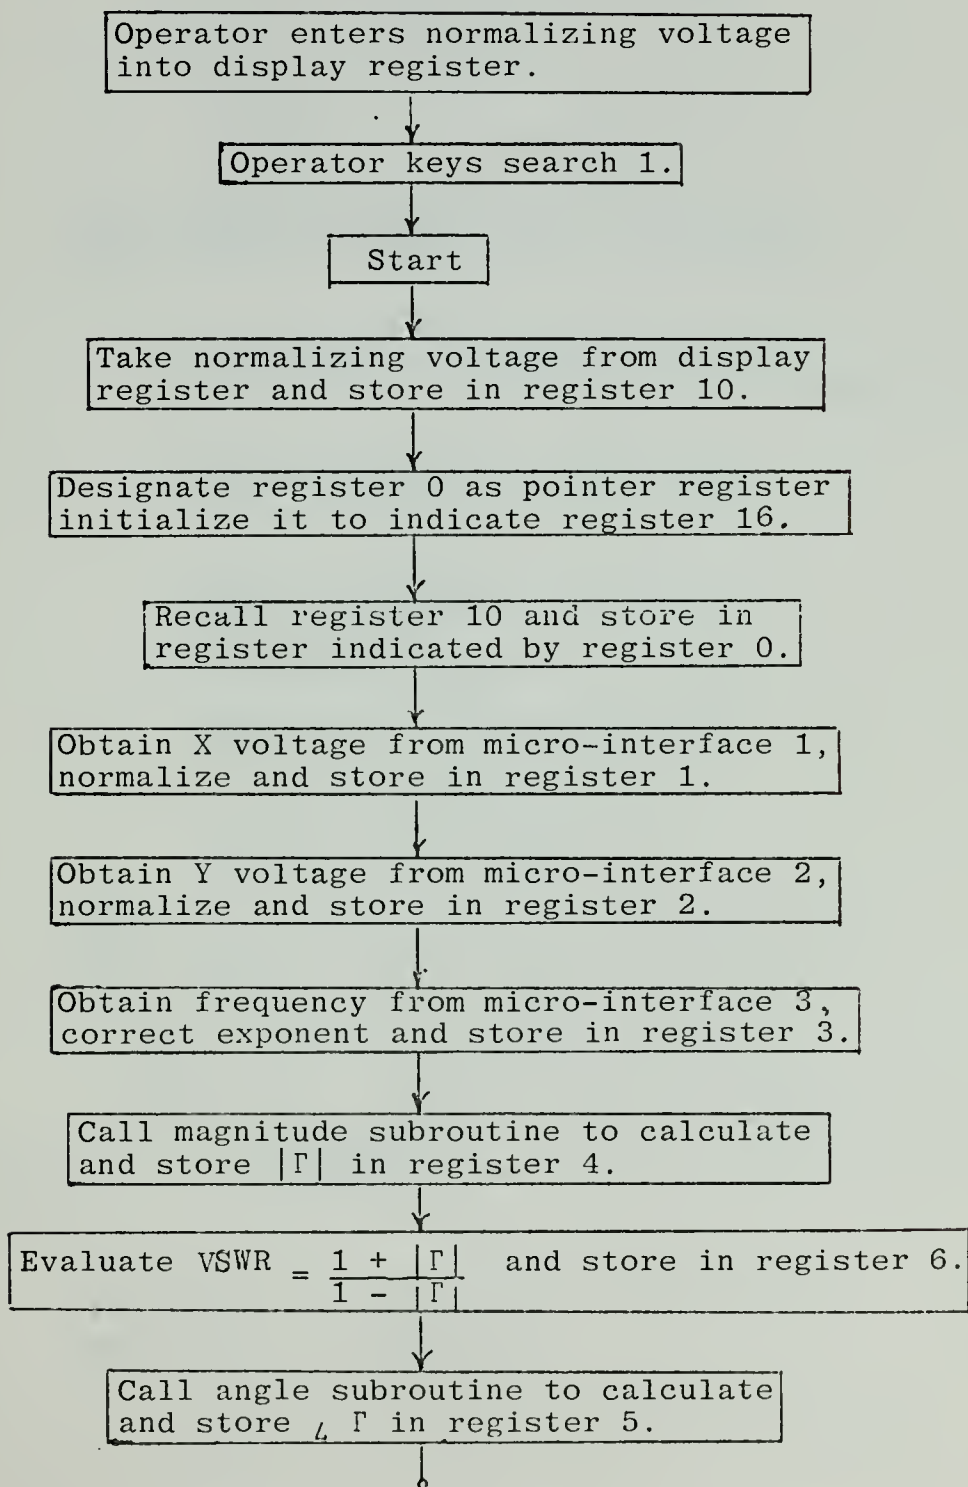 Operator enters normalizing voltage
into display register.
Operator keys search 1.
Start
Take normalizing voltage from display
register and store in register 10.
Designate register 0 as pointer register
initialize it to indicate register 16.
Recall register 10 and store in
register indicated by register 0.
Obtain X voltage from micro-interface 1,
normalize and store in register 1.
Obtain Y voltage from micro-interface 2,
normalize and store in register 2.
Obtain frequency from micro-interface 3,
correct exponent and store in register 3.
Call magnitude subroutine to calculate
and store |Γ| in register 4.
Evaluate VSWR = (1 + |Γ|) / (1 - |Γ|) and store in register 6.
Call angle subroutine to calculate
and store ∠ Γ in register 5.